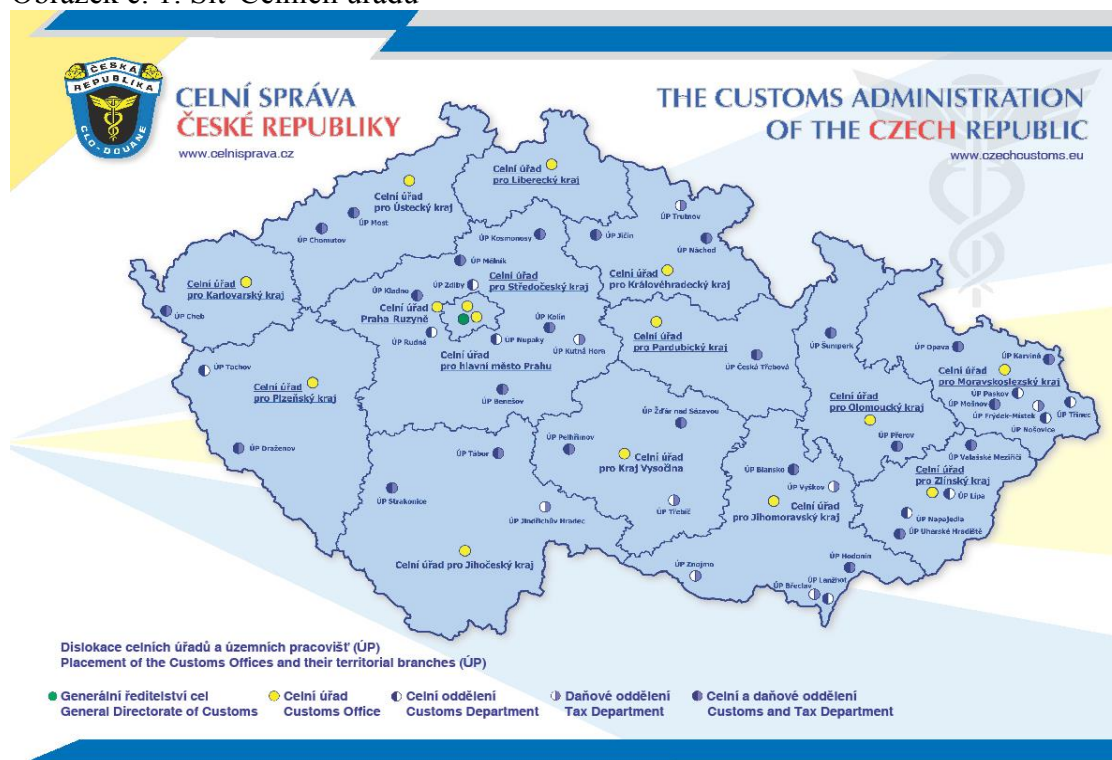 Obrázek č. 1: Síť Celních úřadů
ČESKÁ
REPUBLIKA
CLO-DOUANE
CELNÍ SPRÁVA
ČESKÉ REPUBLIKY
www.celnisprava.cz
THE CUSTOMS ADMINISTRATION
OF THE CZECH REPUBLIC
www.czechcustoms.eu
Celní úřad
pro Liberecký kraj
Celní úřad
pro Ústecký kraj
ÚP Most
ÚP Chomutov
ÚP Trutnov
ÚP Kosmonosy
ÚP Jičín
ÚP Náchod
ÚP Mělník
Celní úřad
pro Karlovarský kraj
ÚP Cheb
ÚP Zdiby
Celní úřad
pro Středočeský kraj
Celní úřad
pro Královéhradecký kraj
ÚP Kladno
Celní úřad
Praha Ruzyně
ÚP Rudná
ÚP Kolín
ÚP Nupaky
ÚP Kutná Hora
Celní úřad
pro hlavní město Prahu
Celní úřad
pro Pardubický kraj
ÚP Česká Třebová
ÚP Šumperk
ÚP Opava
ÚP Karviná
Celní úřad
pro Moravskoslezský kraj
ÚP Paskov
ÚP Mošnov
ÚP Třinec
ÚP Frýdek-Místek
ÚP Nošovice
ÚP Tachov
Celní úřad
pro Plzeňský kraj
ÚP Benešov
ÚP Draženov
ÚP Žďár nad Sázavou
Celní úřad
pro Olomoucký kraj
ÚP Přerov
ÚP Valašské Meziříčí
ÚP Tábor
ÚP Pelhřimov
Celní úřad
pro Kraj Vysočina
ÚP Blansko
ÚP Vyškov
Celní úřad
pro Zlínský kraj
ÚP Lípa
ÚP Strakonice
ÚP Jindřichův Hradec
ÚP Třebíč
Celní úřad
pro Jihomoravský kraj
ÚP Napajedla
ÚP Uherské Hradiště
Celní úřad pro Jihočeský kraj
ÚP Znojmo
ÚP Hodonín
ÚP Břeclav
ÚP Lanžhot
Dislokace celních úřadů a územních pracovišť (ÚP)
Placement of the Customs Offices and their territorial branches (ÚP)
Generální ředitelství cel
General Directorate of Customs
Celní úřad
Customs Office
Celní oddělení
Customs Department
Daňové oddělení
Tax Department
Celní a daňové oddělení
Customs and Tax Department